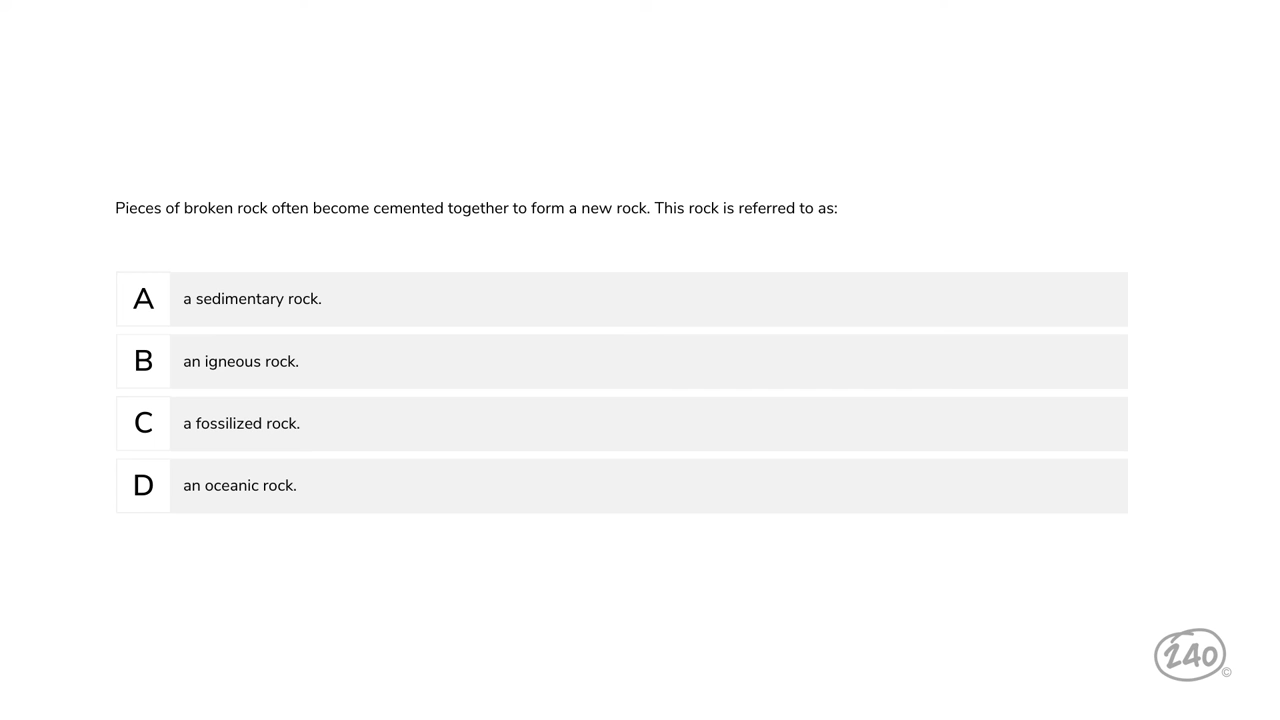 Pieces of broken rock often become cemented together to form a new rock. This rock is referred to as:
A a sedimentary rock.
B an igneous rock.
C a fossilized rock.
D an oceanic rock.
240 ©